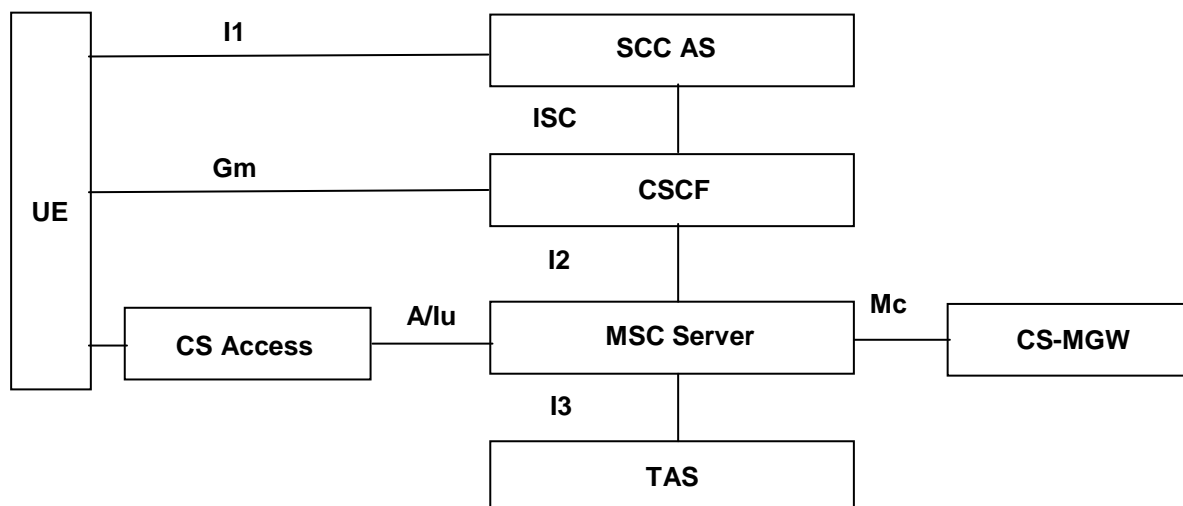 I1
SCC AS
ISC
Gm
CSCF
UE
I2
A/Iu
Mc
CS Access
MSC Server
CS-MGW
I3
TAS